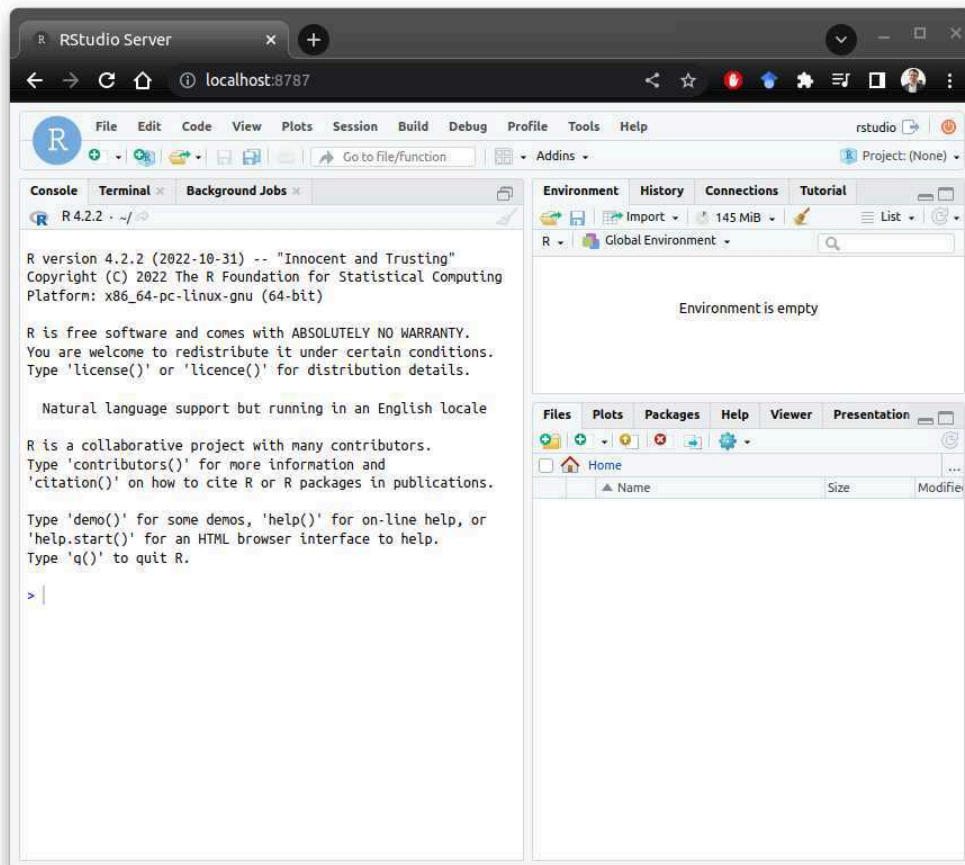 R RStudio Server
localhost:8787
R
File Edit Code View Plots Session Build Debug Profile Tools Help
rstudio
Go to file/function
Addins
R Project: (None)
Console Terminal Background Jobs
R R 4.2.2 · ~/
R version 4.2.2 (2022-10-31) -- "Innocent and Trusting"
Copyright (C) 2022 The R Foundation for Statistical Computing
Platform: x86_64-pc-linux-gnu (64-bit)
R is free software and comes with ABSOLUTELY NO WARRANTY.
You are welcome to redistribute it under certain conditions.
Type 'license()' or 'licence()' for distribution details.
Natural language support but running in an English locale
R is a collaborative project with many contributors.
Type 'contributors()' for more information and
'citation()' on how to cite R or R packages in publications.
Type 'demo()' for some demos, 'help()' for on-line help, or
'help.start()' for an HTML browser interface to help.
Type 'q()' to quit R.
>
Environment History Connections Tutorial
Import 145 MiB List
R Global Environment
Environment is empty
Files Plots Packages Help Viewer Presentation
Home ...
Name Size Modifie